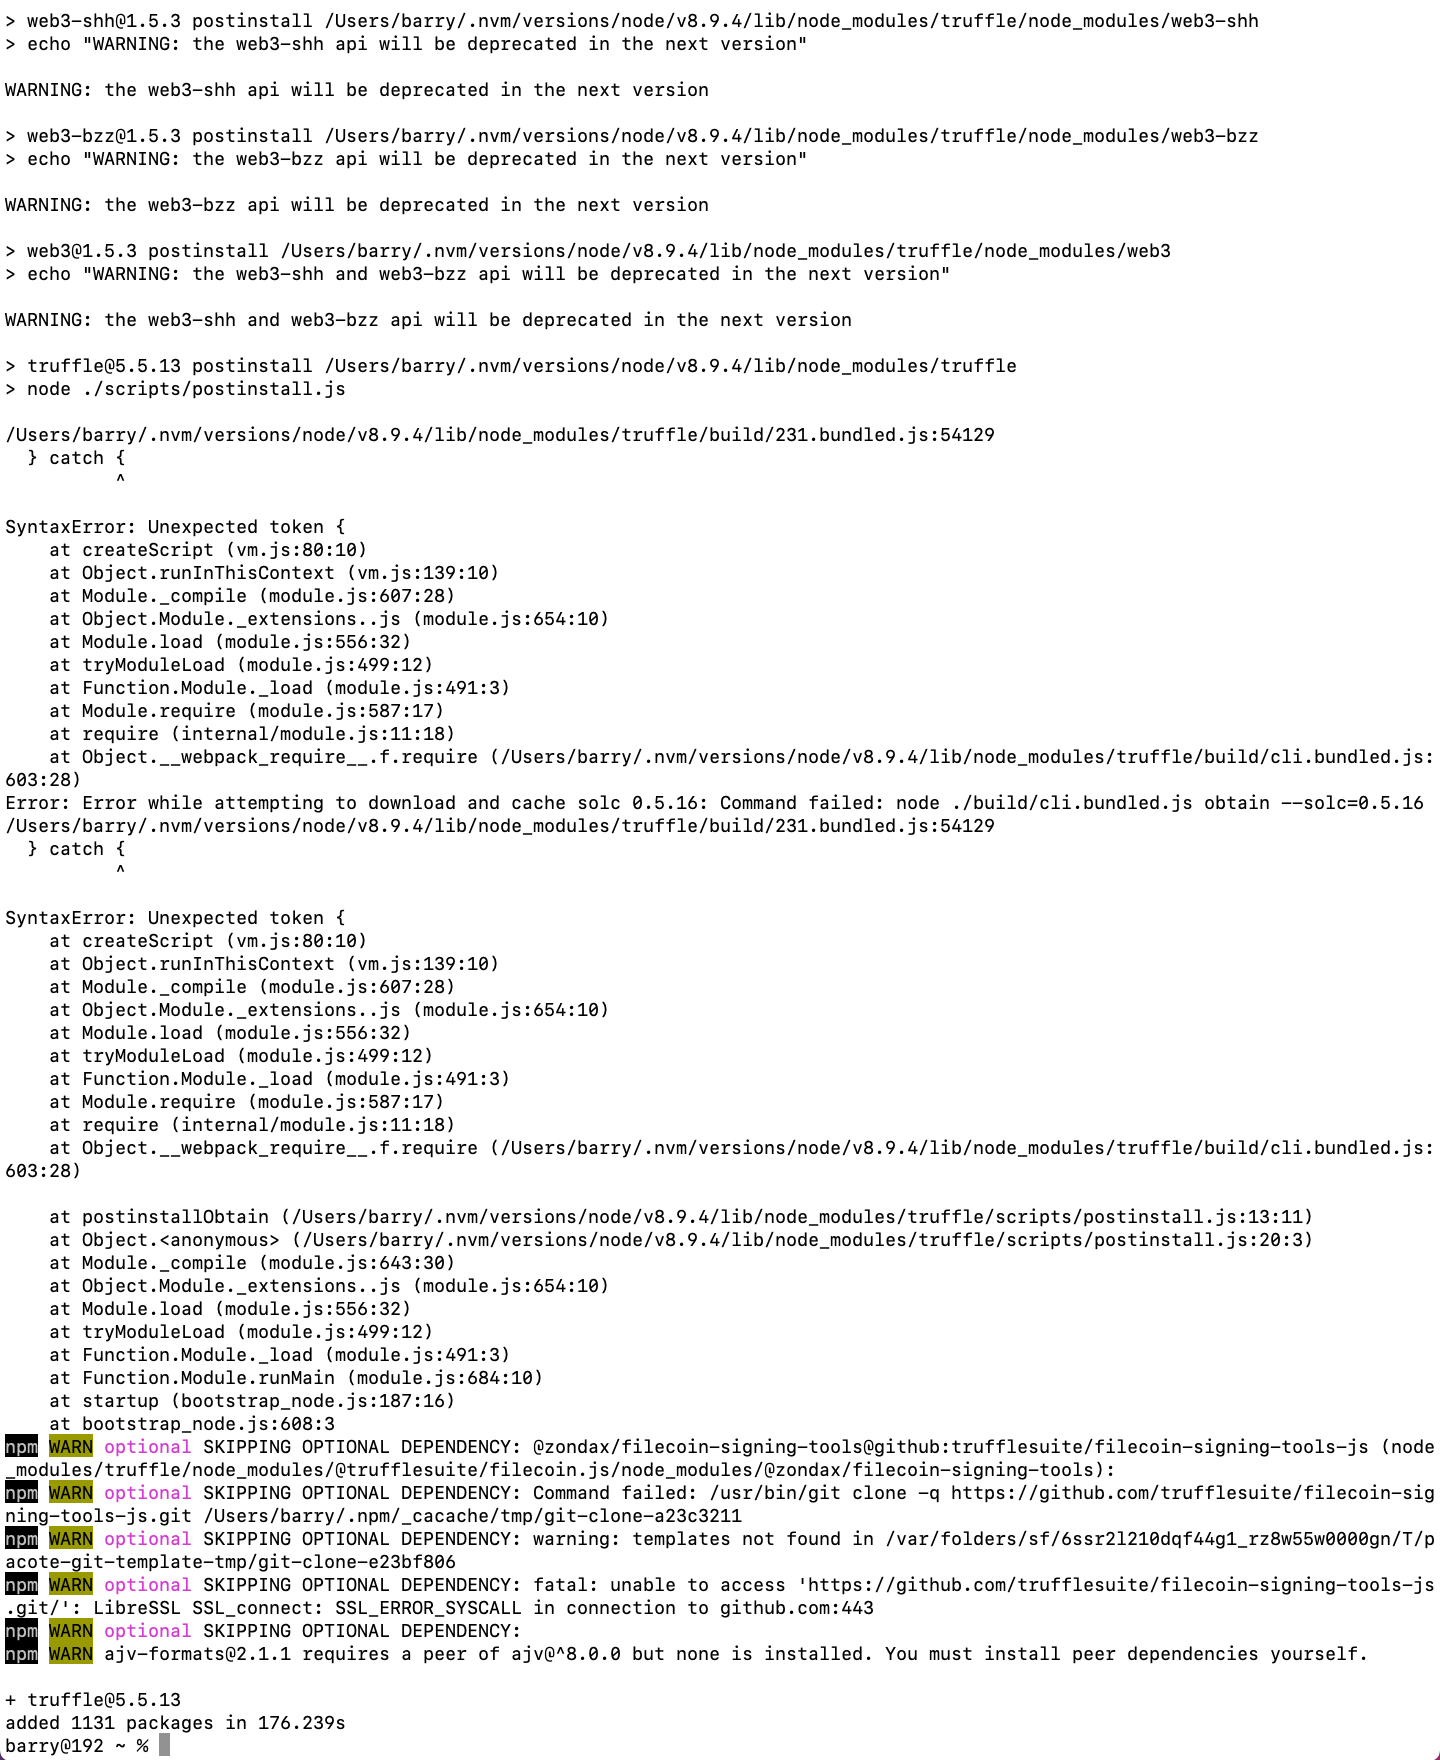 > web3-shh@1.5.3 postinstall /Users/barry/.nvm/versions/node/v8.9.4/lib/node_modules/truffle/node_modules/web3-shh
> echo "WARNING: the web3-shh api will be deprecated in the next version"
WARNING: the web3-shh api will be deprecated in the next version
> web3-bzz@1.5.3 postinstall /Users/barry/.nvm/versions/node/v8.9.4/lib/node_modules/truffle/node_modules/web3-bzz
> echo "WARNING: the web3-bzz api will be deprecated in the next version"
WARNING: the web3-bzz api will be deprecated in the next version
> web3@1.5.3 postinstall /Users/barry/.nvm/versions/node/v8.9.4/lib/node_modules/truffle/node_modules/web3
> echo "WARNING: the web3-shh and web3-bzz api will be deprecated in the next version"
WARNING: the web3-shh and web3-bzz api will be deprecated in the next version
> truffle@5.5.13 postinstall /Users/barry/.nvm/versions/node/v8.9.4/lib/node_modules/truffle
> node ./scripts/postinstall.js
/Users/barry/.nvm/versions/node/v8.9.4/lib/node_modules/truffle/build/231.bundled.js:54129
  } catch {
          ^
SyntaxError: Unexpected token {
    at createScript (vm.js:80:10)
    at Object.runInThisContext (vm.js:139:10)
    at Module._compile (module.js:607:28)
    at Object.Module._extensions..js (module.js:654:10)
    at Module.load (module.js:556:32)
    at tryModuleLoad (module.js:499:12)
    at Function.Module._load (module.js:491:3)
    at Module.require (module.js:587:17)
    at require (internal/module.js:11:18)
    at Object.__webpack_require__.f.require (/Users/barry/.nvm/versions/node/v8.9.4/lib/node_modules/truffle/build/cli.bundled.js:
603:28)
Error: Error while attempting to download and cache solc 0.5.16: Command failed: node ./build/cli.bundled.js obtain --solc=0.5.16
/Users/barry/.nvm/versions/node/v8.9.4/lib/node_modules/truffle/build/231.bundled.js:54129
  } catch {
          ^
SyntaxError: Unexpected token {
    at createScript (vm.js:80:10)
    at Object.runInThisContext (vm.js:139:10)
    at Module._compile (module.js:607:28)
    at Object.Module._extensions..js (module.js:654:10)
    at Module.load (module.js:556:32)
    at tryModuleLoad (module.js:499:12)
    at Function.Module._load (module.js:491:3)
    at Module.require (module.js:587:17)
    at require (internal/module.js:11:18)
    at Object.__webpack_require__.f.require (/Users/barry/.nvm/versions/node/v8.9.4/lib/node_modules/truffle/build/cli.bundled.js:
603:28)
    at postinstallObtain (/Users/barry/.nvm/versions/node/v8.9.4/lib/node_modules/truffle/scripts/postinstall.js:13:11)
    at Object.<anonymous> (/Users/barry/.nvm/versions/node/v8.9.4/lib/node_modules/truffle/scripts/postinstall.js:20:3)
    at Module._compile (module.js:643:30)
    at Object.Module._extensions..js (module.js:654:10)
    at Module.load (module.js:556:32)
    at tryModuleLoad (module.js:499:12)
    at Function.Module._load (module.js:491:3)
    at Function.Module.runMain (module.js:684:10)
    at startup (bootstrap_node.js:187:16)
    at bootstrap_node.js:608:3
npm WARN optional SKIPPING OPTIONAL DEPENDENCY: @zondax/filecoin-signing-tools@github:trufflesuite/filecoin-signing-tools-js (node
_modules/truffle/node_modules/@trufflesuite/filecoin.js/node_modules/@zondax/filecoin-signing-tools):
npm WARN optional SKIPPING OPTIONAL DEPENDENCY: Command failed: /usr/bin/git clone -q https://github.com/trufflesuite/filecoin-sig
ning-tools-js.git /Users/barry/.npm/_cacache/tmp/git-clone-a23c3211
npm WARN optional SKIPPING OPTIONAL DEPENDENCY: warning: templates not found in /var/folders/sf/6ssr2l210dqf44g1_rz8w55w0000gn/T/p
acote-git-template-tmp/git-clone-e23bf806
npm WARN optional SKIPPING OPTIONAL DEPENDENCY: fatal: unable to access 'https://github.com/trufflesuite/filecoin-signing-tools-js
.git/': LibreSSL SSL_connect: SSL_ERROR_SYSCALL in connection to github.com:443
npm WARN optional SKIPPING OPTIONAL DEPENDENCY:
npm WARN ajv-formats@2.1.1 requires a peer of ajv@^8.0.0 but none is installed. You must install peer dependencies yourself.
+ truffle@5.5.13
added 1131 packages in 176.239s
barry@192 ~ %